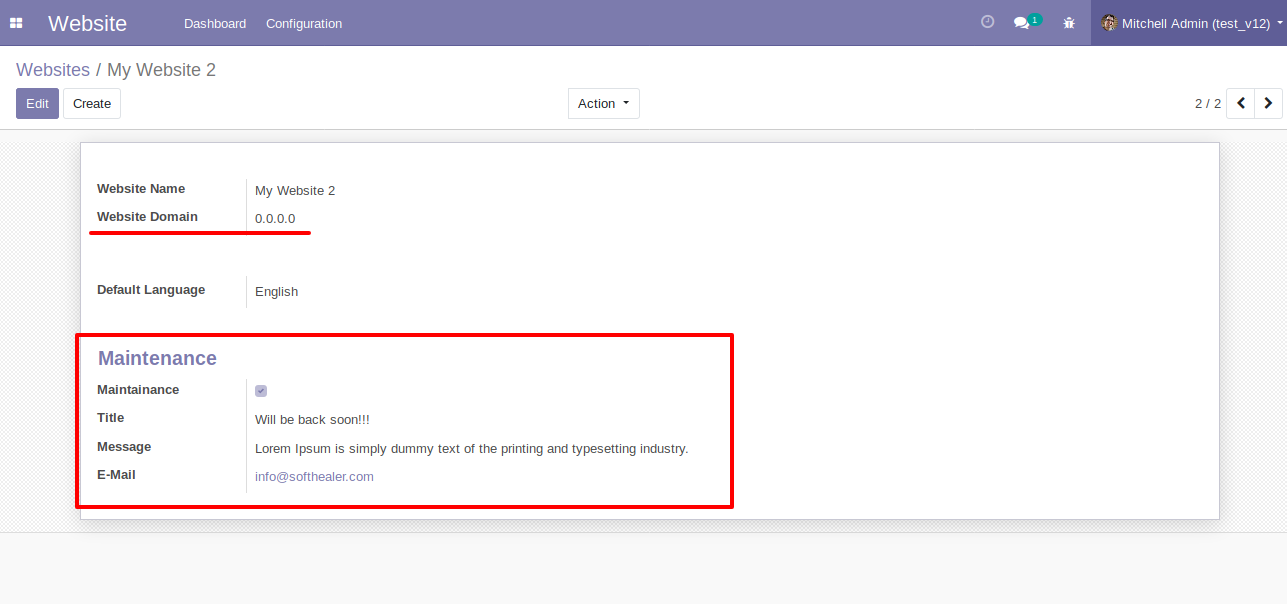 Website Dashboard Configuration 1 Mitchell Admin (test_v12)
Websites / My Website 2
Edit Create Action 2 / 2
Website Name My Website 2
Website Domain 0.0.0.0
Default Language English
Maintenance
Maintainance
Title Will be back soon!!!
Message Lorem Ipsum is simply dummy text of the printing and typesetting industry.
E-Mail info@softhealer.com